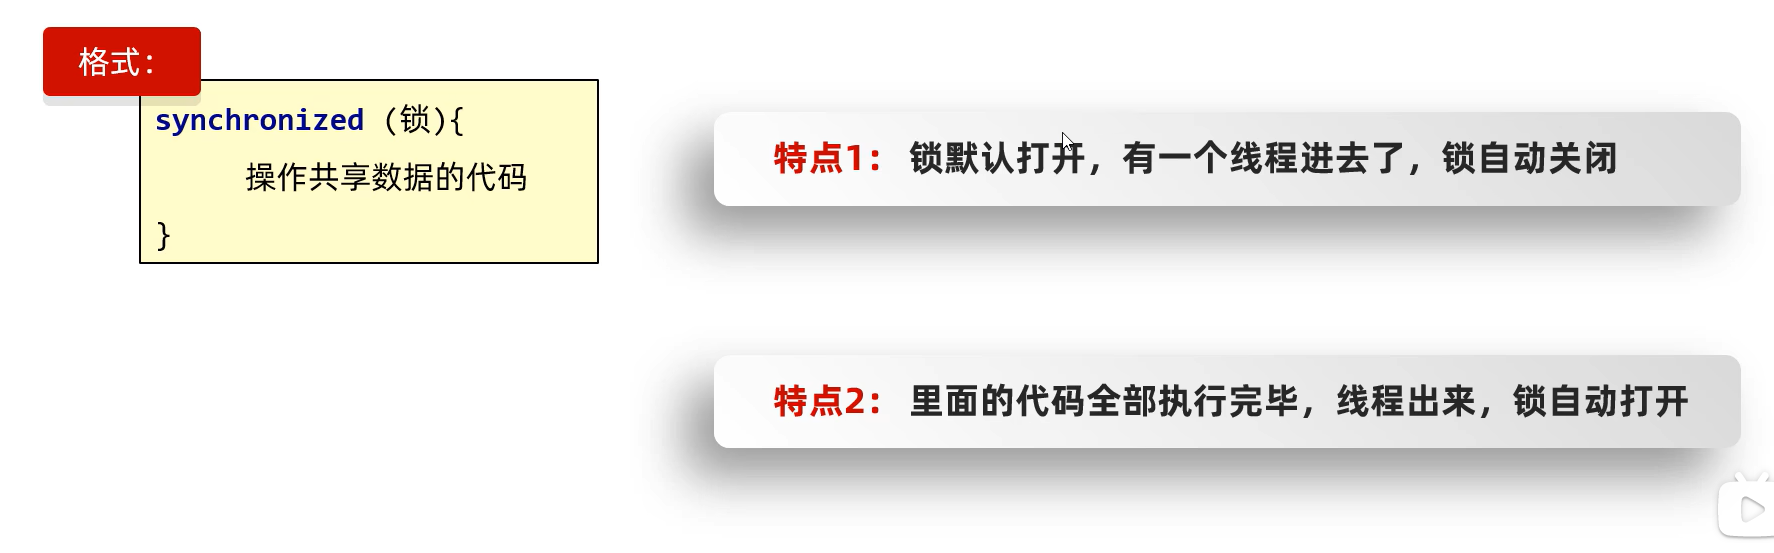 格式：
synchronized（锁）{
操作共享数据的代码
}
特点1： 锁默认打开，有一个线程进去了，锁自动关闭
特点2： 里面的代码全部执行完毕，线程出来，锁自动打开